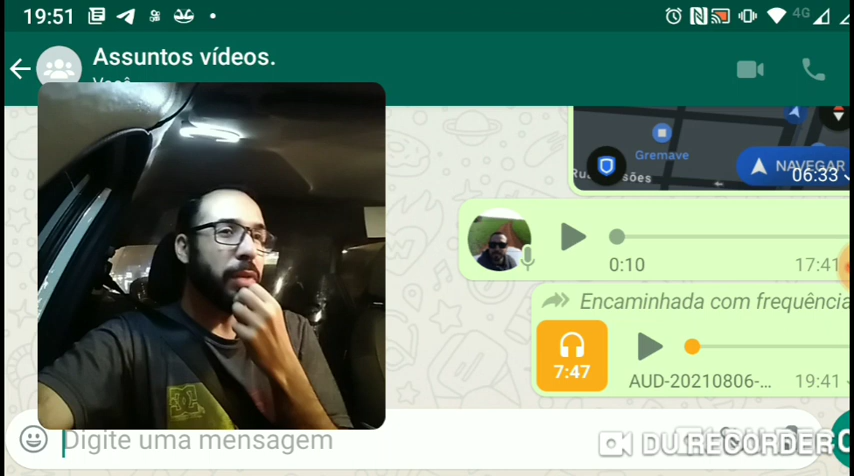 19:51
4G
Assuntos vídeos.
Você
Gremave
NAVEGAR
06:33
0:10
17:41
Encaminhada com frequência
7:47
AUD-20210806-...
19:41
Digite uma mensagem
DU RECORDER